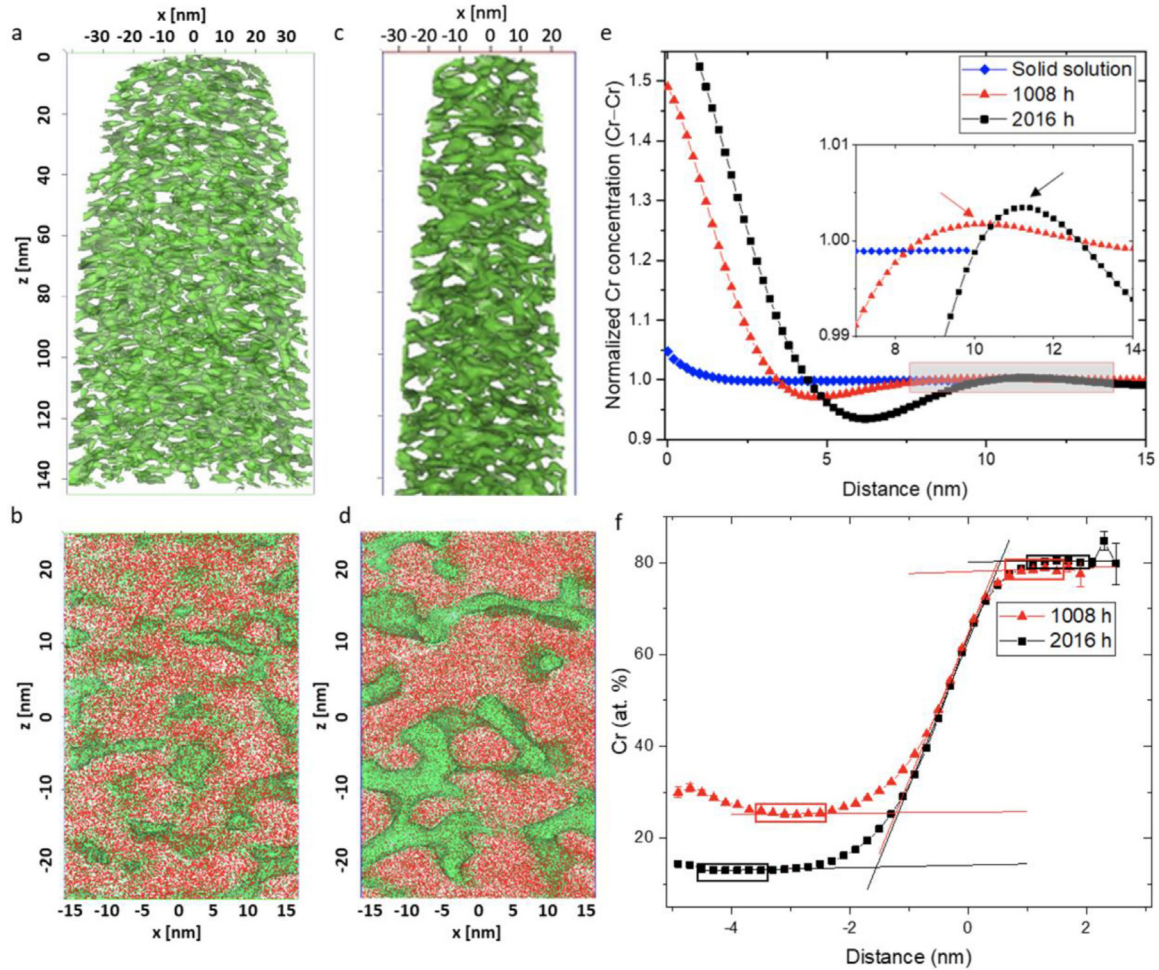 a
x [nm]
-30 -20 -10 0 10 20 30
z [nm]
0
20
40
60
80
100
120
140
c
x [nm]
-30 -20 -10 0 10 20
e
Normalized Cr concentration (Cr–Cr)
1.5
1.4
1.3
1.2
1.1
1.0
0.9
Solid solution
1008 h
2016 h
1.01
1.00
0.99
8 10 12 14
0 5 10 15
Distance (nm)
b
z [nm]
20
10
0
-10
-20
-15 -10 -5 0 5 10 15
x [nm]
d
z [nm]
20
10
0
-10
-20
-15 -10 -5 0 5 10 15
x [nm]
f
Cr (at. %)
80
60
40
20
1008 h
2016 h
-4 -2 0 2
Distance (nm)